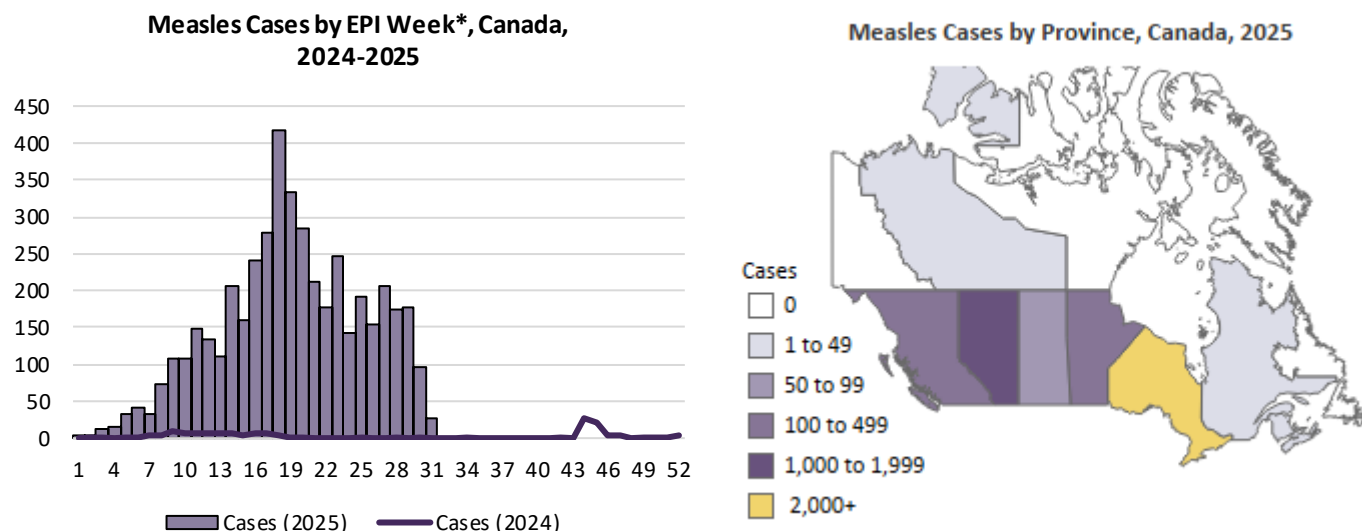 Measles Cases by EPI Week*, Canada,
2024-2025
450
400
350
300
250
200
150
100
50
0
1 4 7 10 13 16 19 22 25 28 31 34 37 40 43 46 49 52
Cases (2025) Cases (2024)
Measles Cases by Province, Canada, 2025
Cases
0
1 to 49
50 to 99
100 to 499
1,000 to 1,999
2,000+